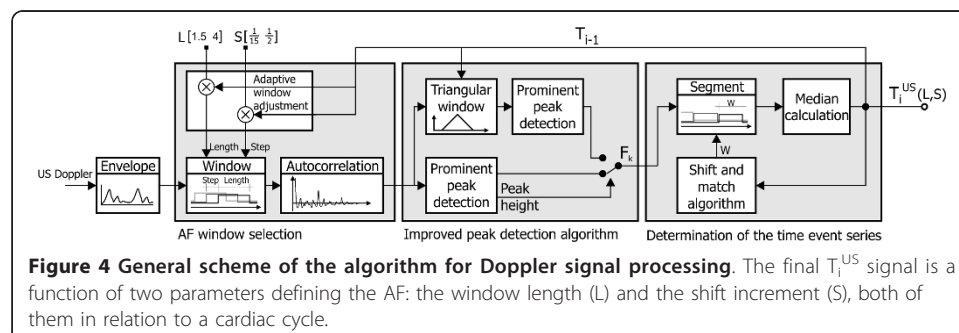 L [1.5 4] S[1/15 1/2]
T_{i-1}
Adaptive
window
adjustment
Triangular
window
Prominent
peak
detection
Segment
W
Median
calculation
T_i^{US}(L,S)
Length Step
F_k
US Doppler
Envelope
Window
Step Length
Autocorrelation
Prominent
peak
detection
Peak
height
W
Shift and
match
algorithm
AF window selection
Improved peak detection algorithm
Determination of the time event series
Figure 4 General scheme of the algorithm for Doppler signal processing. The final T_i^{US} signal is a
function of two parameters defining the AF: the window length (L) and the shift increment (S), both of
them in relation to a cardiac cycle.